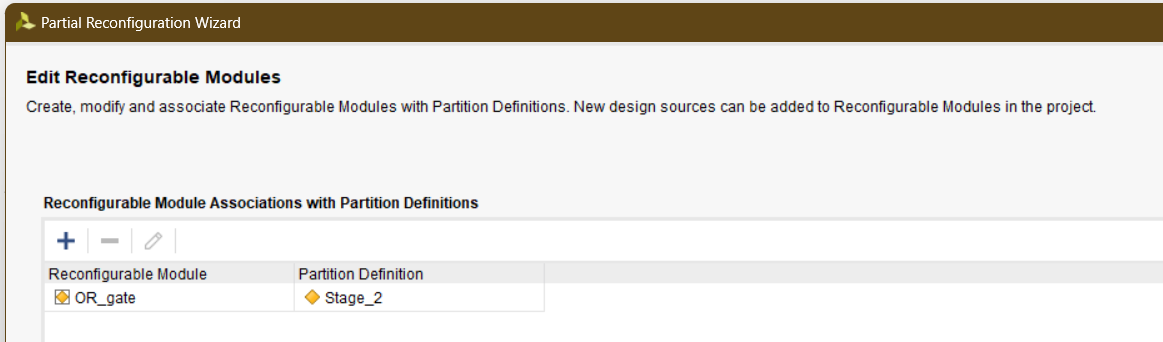 Partial Reconfiguration Wizard
Edit Reconfigurable Modules
Create, modify and associate Reconfigurable Modules with Partition Definitions. New design sources can be added to Reconfigurable Modules in the project.
Reconfigurable Module Associations with Partition Definitions
Reconfigurable Module Partition Definition
OR_gate Stage_2